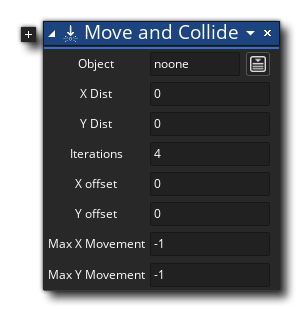 Move and Collide
Object noone
X Dist 0
Y Dist 0
Iterations 4
X offset 0
Y offset 0
Max X Movement -1
Max Y Movement -1